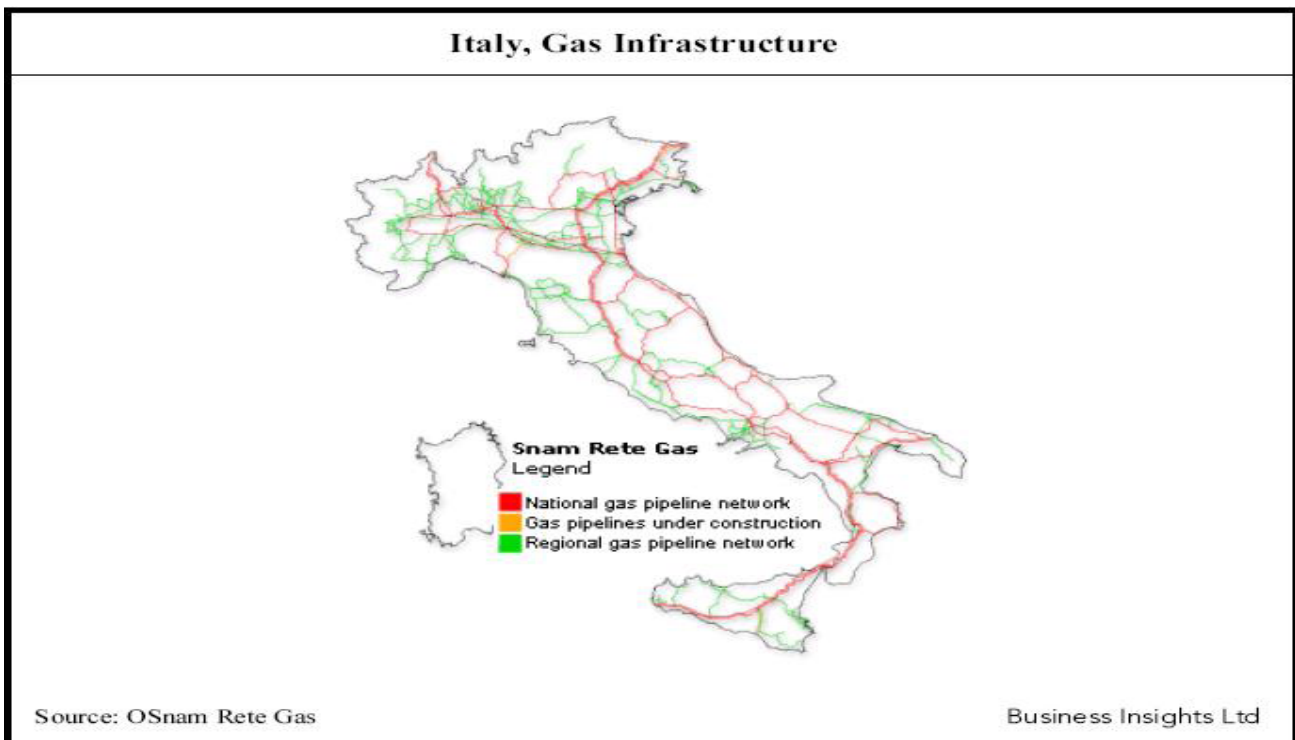 Italy, Gas Infrastructure
Snam Rete Gas
Legend
National gas pipeline network
Gas pipelines under construction
Regional gas pipeline network
Source: OSnam Rete Gas
Business Insights Ltd